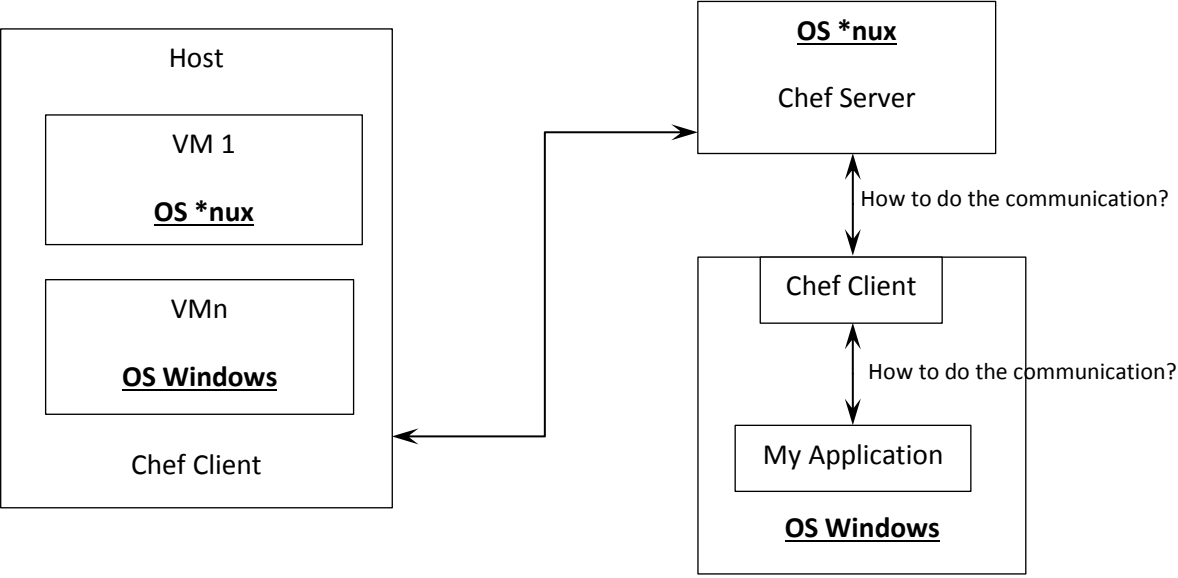 Host
VM 1
OS *nux
VMn
OS Windows
Chef Client
OS *nux
Chef Server
How to do the communication?
Chef Client
How to do the communication?
My Application
OS Windows